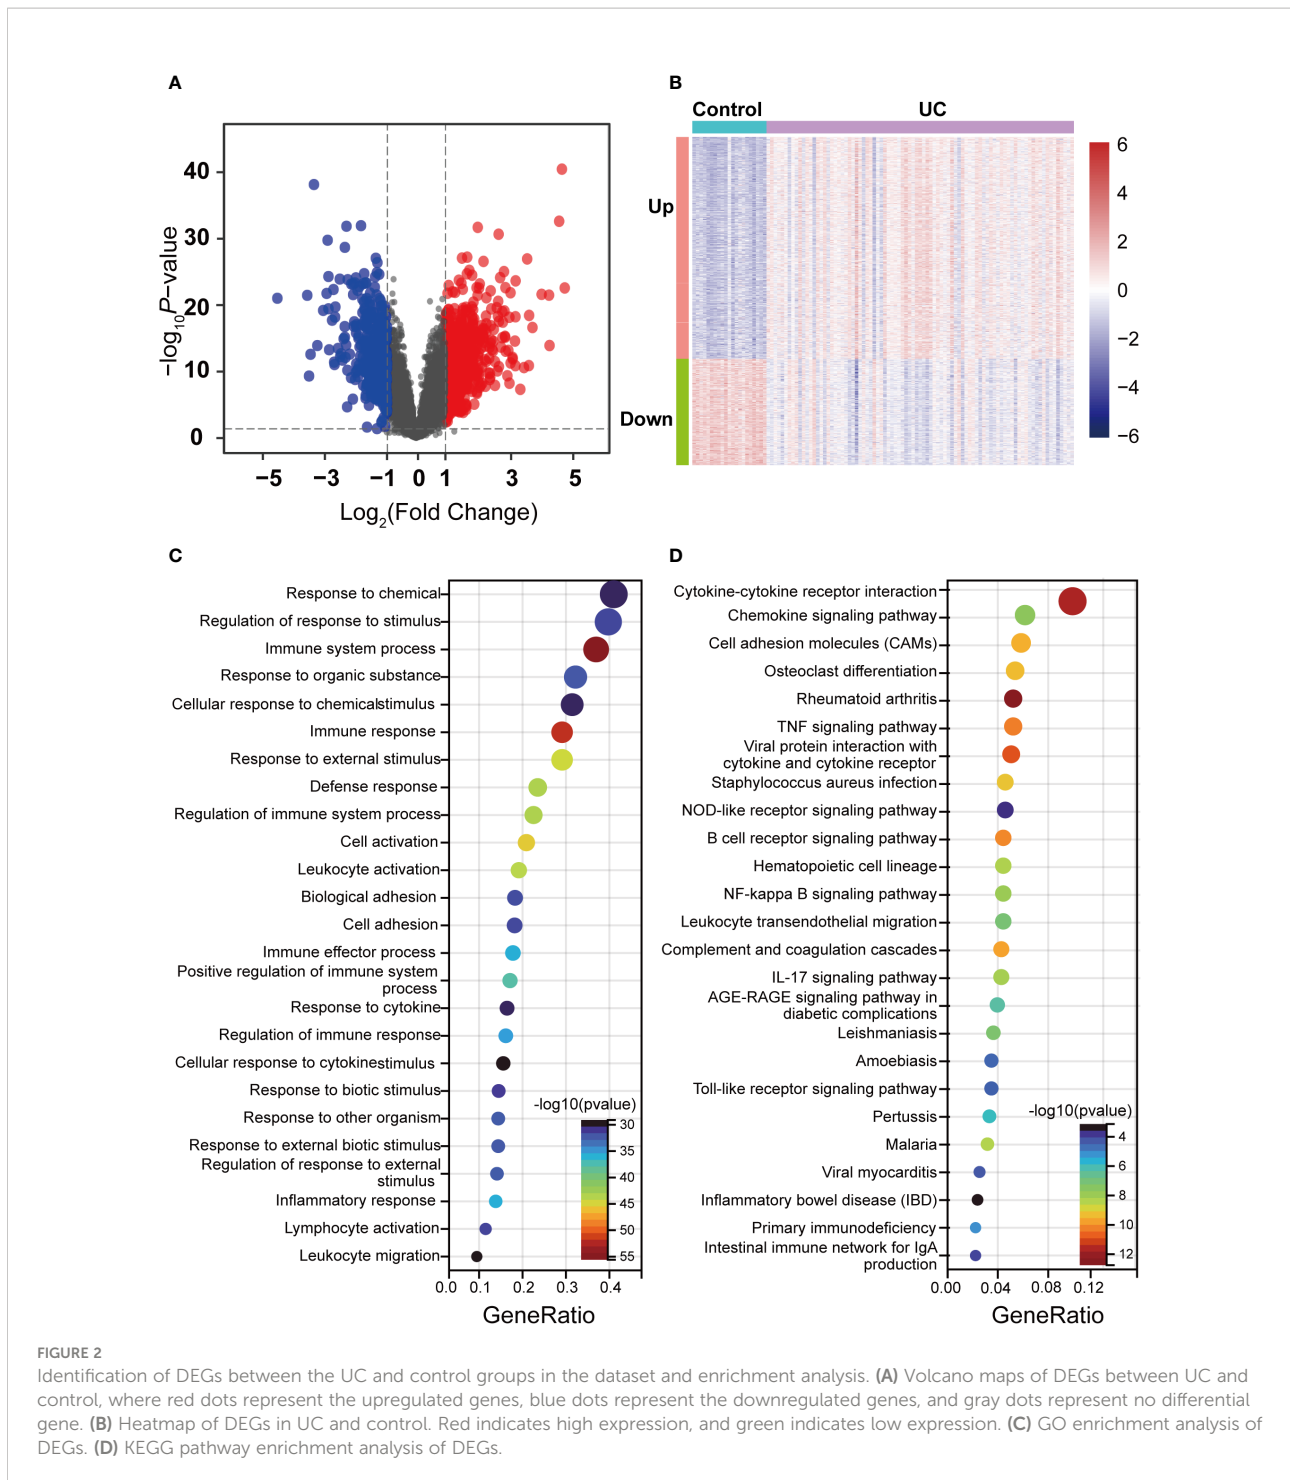 A
−log10P−value
40
30
20
10
0
−5
−3
−1
0
1
3
5
Log2(Fold Change)
B
Control
UC
Up
Down
6
4
2
0
−2
−4
−6
C
Response to chemical
Regulation of response to stimulus
Immune system process
Response to organic substance
Cellular response to chemicalstimulus
Immune response
Response to external stimulus
Defense response
Regulation of immune system process
Cell activation
Leukocyte activation
Biological adhesion
Cell adhesion
Immune effector process
Positive regulation of immune system
process
Response to cytokine
Regulation of immune response
Cellular response to cytokinestimulus
Response to biotic stimulus
Response to other organism
Response to external biotic stimulus
Regulation of response to external
stimulus
Inflammatory response
Lymphocyte activation
Leukocyte migration
-log10(pvalue)
30
35
40
45
50
55
0.0
0.1
0.2
0.3
0.4
GeneRatio
D
Cytokine-cytokine receptor interaction
Chemokine signaling pathway
Cell adhesion molecules (CAMs)
Osteoclast differentiation
Rheumatoid arthritis
TNF signaling pathway
Viral protein interaction with
cytokine and cytokine receptor
Staphylococcus aureus infection
NOD-like receptor signaling pathway
B cell receptor signaling pathway
Hematopoietic cell lineage
NF-kappa B signaling pathway
Leukocyte transendothelial migration
Complement and coagulation cascades
IL-17 signaling pathway
AGE-RAGE signaling pathway in
diabetic complications
Leishmaniasis
Amoebiasis
Toll-like receptor signaling pathway
Pertussis
Malaria
Viral myocarditis
Inflammatory bowel disease (IBD)
Primary immunodeficiency
Intestinal immune network for IgA
production
-log10(pvalue)
4
6
8
10
12
0.00
0.04
0.08
0.12
GeneRatio
FIGURE 2
Identification of DEGs between the UC and control groups in the dataset and enrichment analysis. (A) Volcano maps of DEGs between UC and
control, where red dots represent the upregulated genes, blue dots represent the downregulated genes, and gray dots represent no differential
gene. (B) Heatmap of DEGs in UC and control. Red indicates high expression, and green indicates low expression. (C) GO enrichment analysis of
DEGs. (D) KEGG pathway enrichment analysis of DEGs.